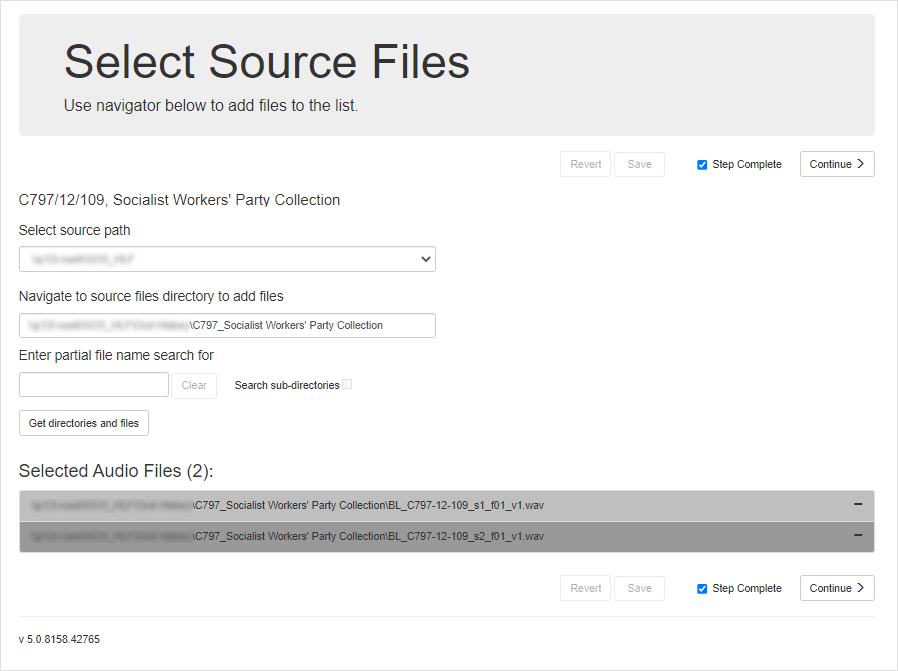 Select Source Files
Use navigator below to add files to the list.
Revert Save Step Complete Continue
C797/12/109, Socialist Workers' Party Collection
Select source path
Navigate to source files directory to add files
\C797_Socialist Workers' Party Collection
Enter partial file name search for
Clear Search sub-directories
Get directories and files
Selected Audio Files (2):
\C797_Socialist Workers' Party Collection\BL_C797-12-109_s1_f01_v1.wav
\C797_Socialist Workers' Party Collection\BL_C797-12-109_s2_f01_v1.wav
Revert Save Step Complete Continue
v 5.0.8158.42765